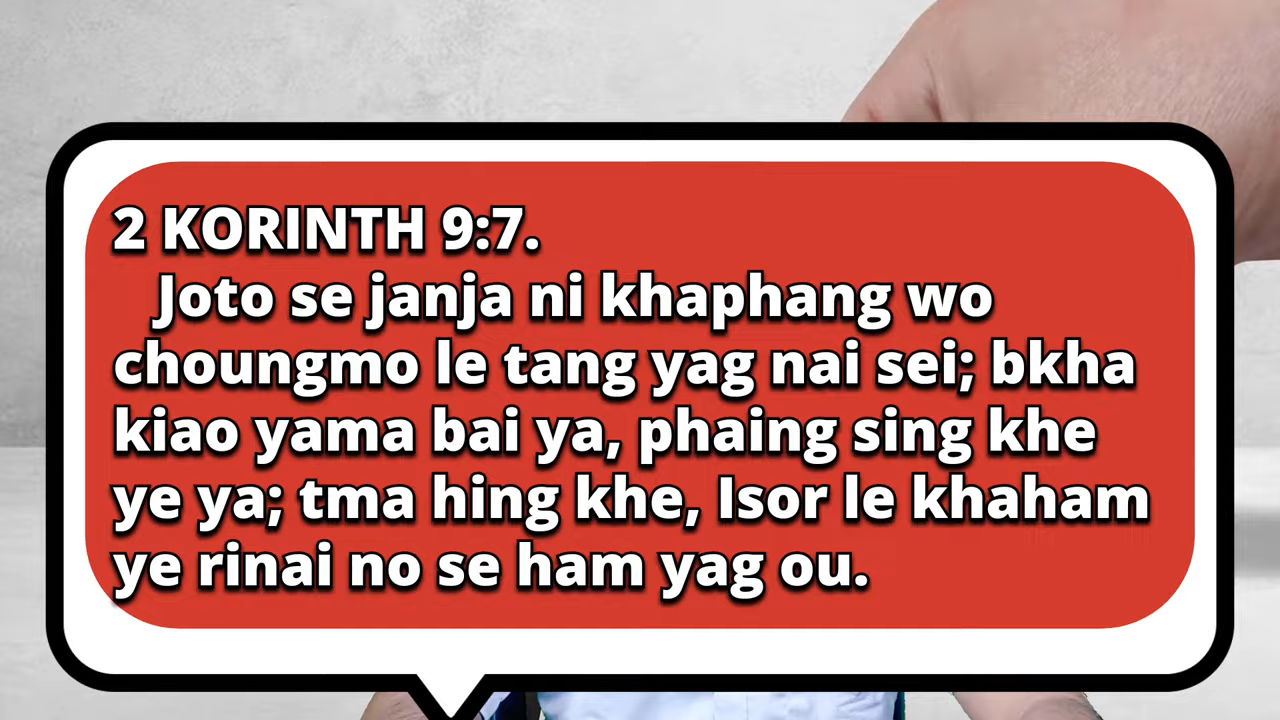 2 KORINTH 9:7.
Joto se janja ni khaphang wo
choungmo le tang yag nai sei; bkha
kiao yama bai ya, phaing sing khe
ye ya; tma hing khe, Isor le khaham
ye rinai no se ham yag ou.